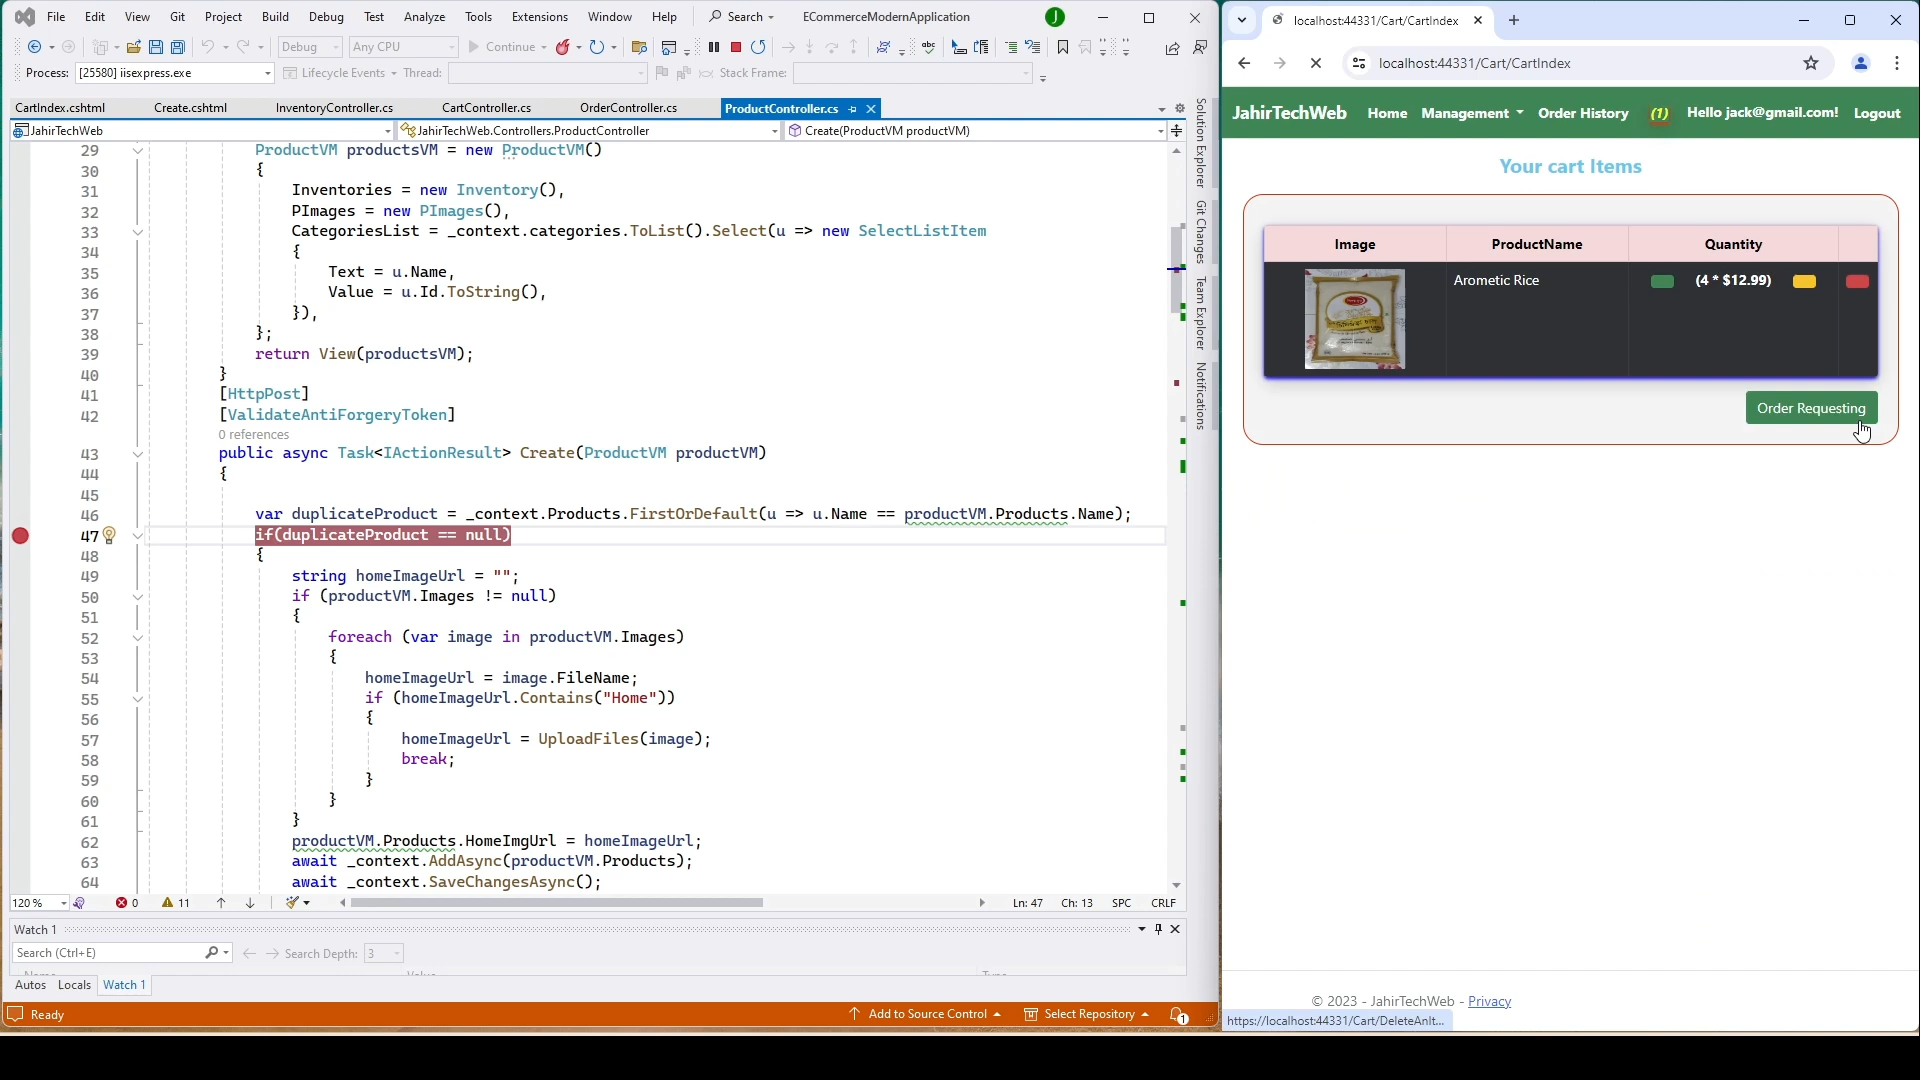 File Edit View Git Project Build Debug Test Analyze Tools Extensions Window Help Search ECommerceModernApplication J
Debug Any CPU Continue
Process: [25580] iisexpress.exe Lifecycle Events Thread: Stack Frame:
CartIndex.cshtml Create.cshtml InventoryController.cs CartController.cs OrderController.cs ProductController.cs
JahirTechWeb JahirTechWeb.Controllers.ProductController Create(ProductVM productVM)
29 ProductVM productsVM = new ProductVM()
30 {
31 Inventories = new Inventory(),
32 PImages = new PImages(),
33 CategoriesList = _context.categories.ToList().Select(u => new SelectListItem
34 {
35 Text = u.Name,
36 Value = u.Id.ToString(),
37 }),
38 };
39 return View(productsVM);
40 }
41 [HttpPost]
42 [ValidateAntiForgeryToken]
0 references
43 public async Task<IActionResult> Create(ProductVM productVM)
44 {
45
46 var duplicateProduct = _context.Products.FirstOrDefault(u => u.Name == productVM.Products.Name);
47 if(duplicateProduct == null)
48 {
49 string homeImageUrl = "";
50 if (productVM.Images != null)
51 {
52 foreach (var image in productVM.Images)
53 {
54 homeImageUrl = image.FileName;
55 if (homeImageUrl.Contains("Home"))
56 {
57 homeImageUrl = UploadFiles(image);
58 break;
59 }
60 }
61 }
62 productVM.Products.HomeImgUrl = homeImageUrl;
63 await _context.AddAsync(productVM.Products);
64 await _context.SaveChangesAsync();
120 % 0 11 Ln: 47 Ch: 13 SPC CRLF
Watch 1
Search (Ctrl+E) Search Depth: 3
Name Value Type
Autos Locals Watch 1
Ready Add to Source Control Select Repository 1
Solution Explorer
Git Changes
Team Explorer
Notifications
localhost:44331/Cart/CartIndex
localhost:44331/Cart/CartIndex
JahirTechWeb Home Management Order History (1) Hello jack@gmail.com! Logout
Your cart Items
Image ProductName Quantity
Arometic Rice (4 * $12.99)
Order Requesting
© 2023 - JahirTechWeb - Privacy
https://localhost:44331/Cart/DeleteAnIt...